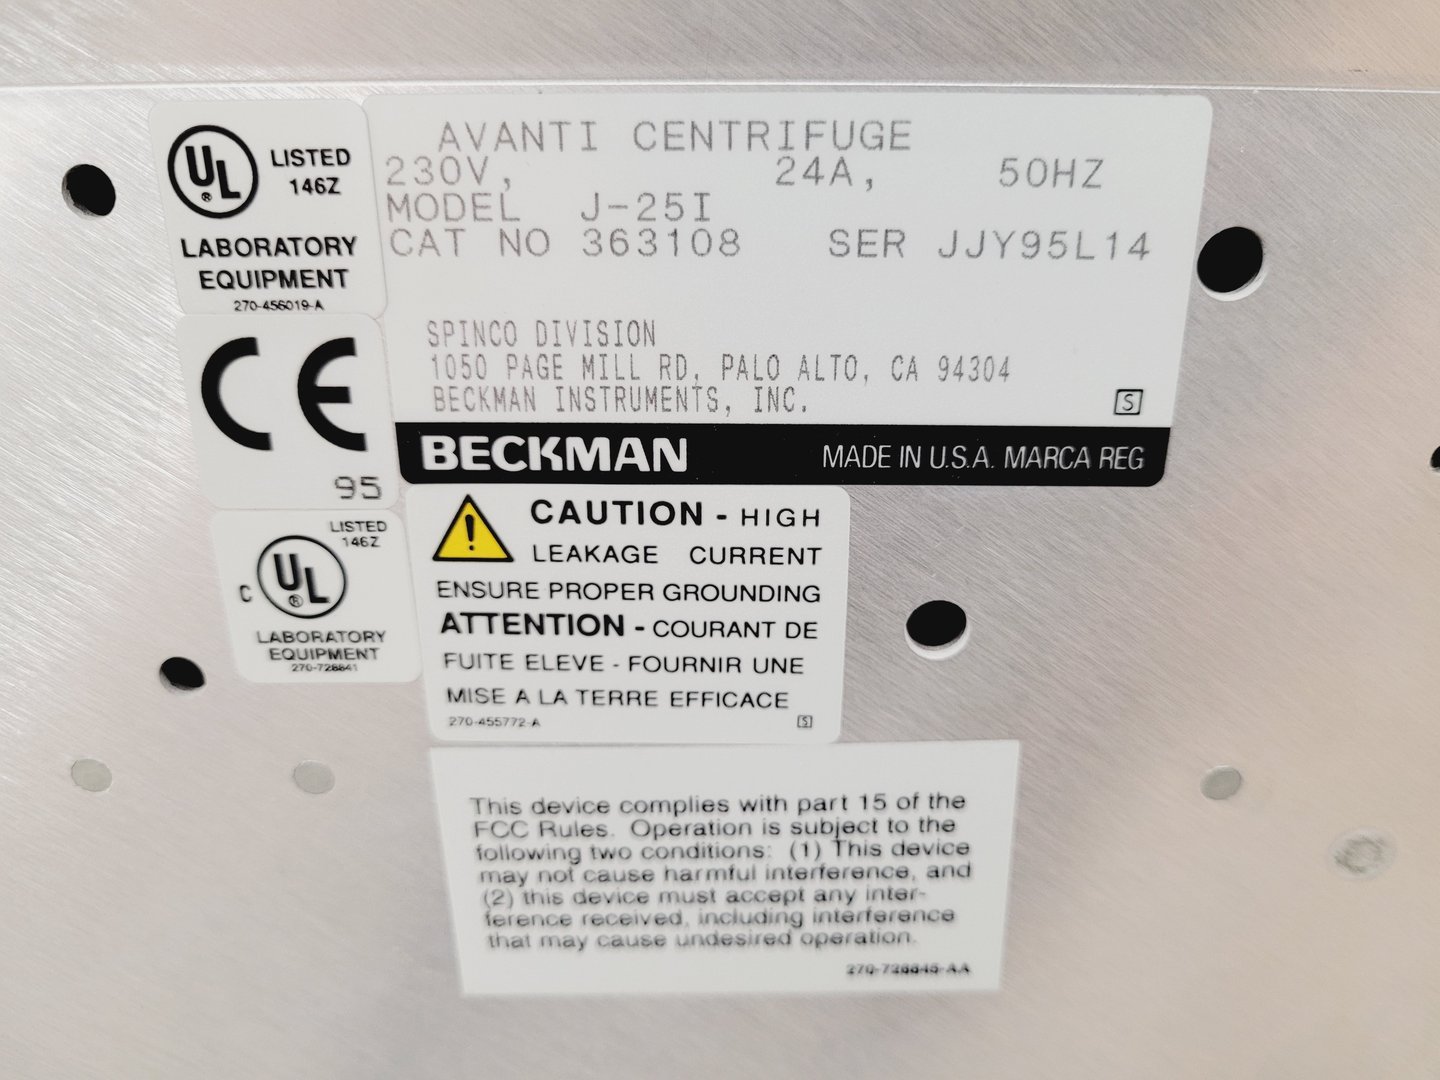 UL
®
LISTED
146Z
LABORATORY
EQUIPMENT
270-456019-A
AVANTI CENTRIFUGE
230V, 24A, 50HZ
MODEL J-25I
CAT NO 363108 SER JJY95L14
SPINCO DIVISION
1050 PAGE MILL RD, PALO ALTO, CA 94304
BECKMAN INSTRUMENTS, INC.
S
BECKMAN MADE IN U.S.A. MARCA REG
CE
95
LISTED
146Z
C UL
®
LABORATORY
EQUIPMENT
270-728841
CAUTION - HIGH
LEAKAGE CURRENT
ENSURE PROPER GROUNDING
ATTENTION - COURANT DE
FUITE ELEVE - FOURNIR UNE
MISE A LA TERRE EFFICACE
270-455772-A S
This device complies with part 15 of the
FCC Rules. Operation is subject to the
following two conditions: (1) This device
may not cause harmful interference, and
(2) this device must accept any inter-
ference received, including interference
that may cause undesired operation.